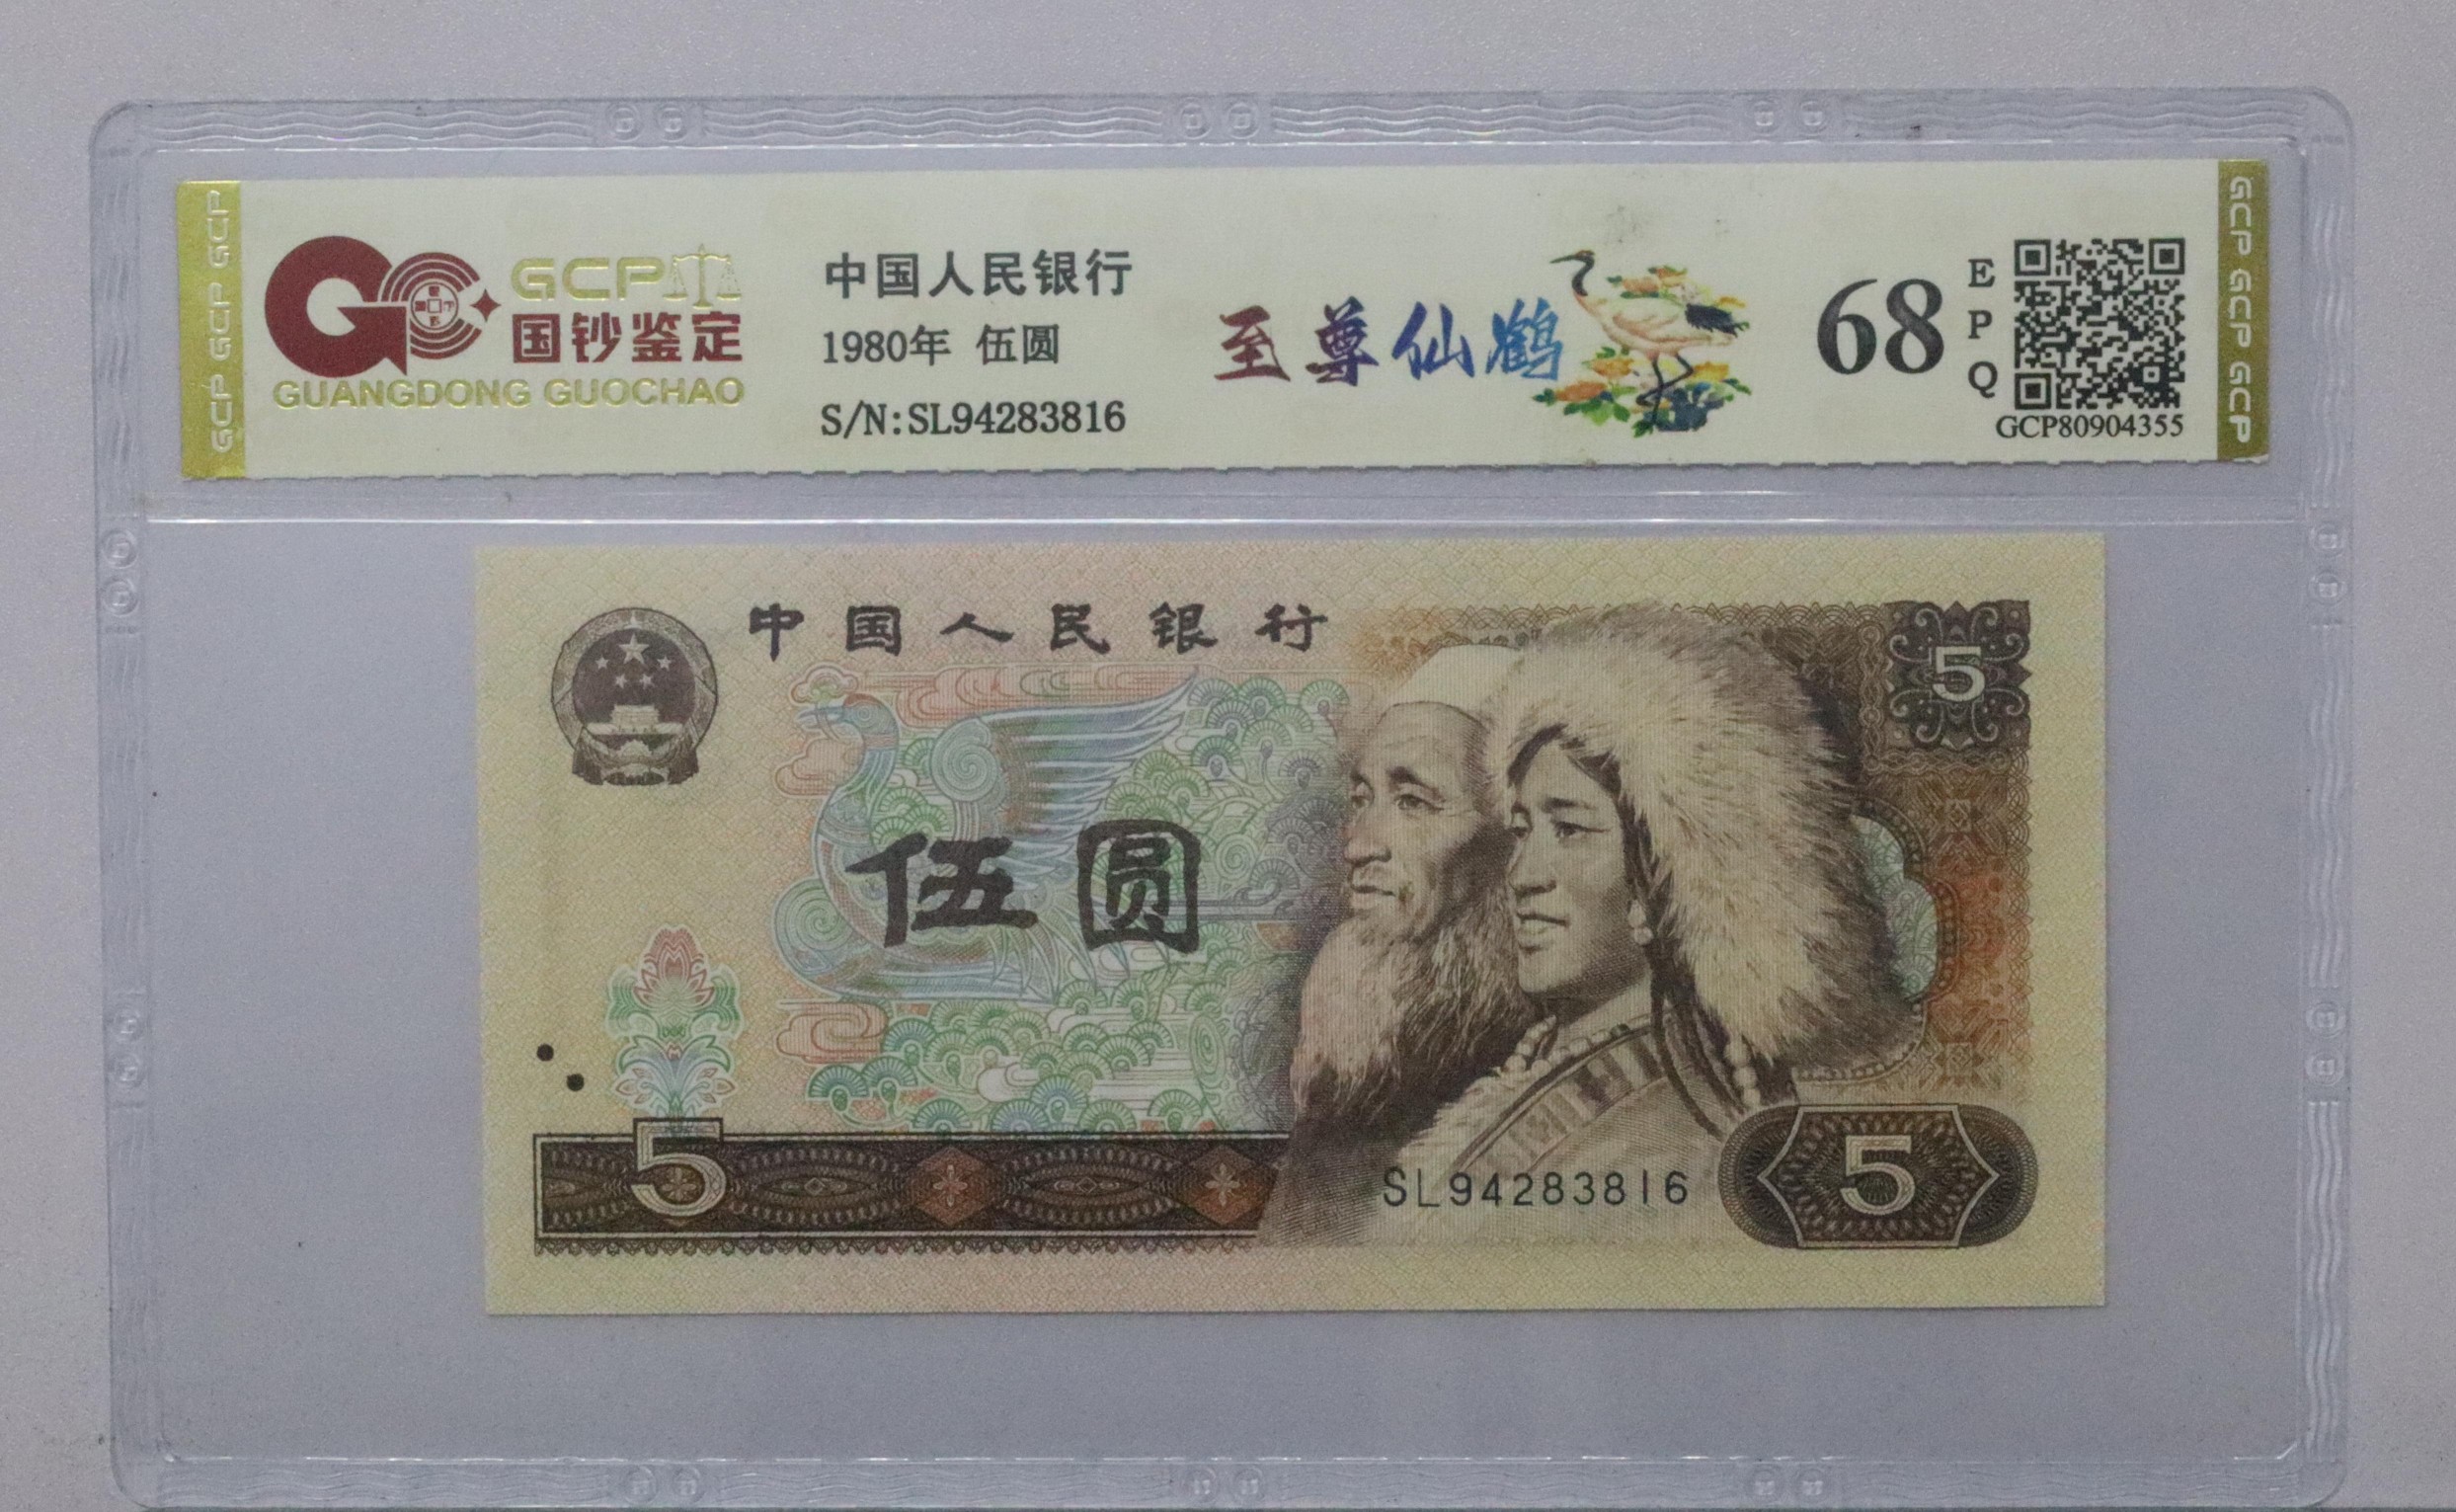 GCP GCP GCP
GCP
国钞鉴定
GUANGDONG GUOCHAO
中国人民银行
1980年 伍圆
S/N:SL94283816
至尊仙鹤
68
E
P
Q
GCP80904355
GCP GCP GCP GCP
中国人民银行
5
伍圆
5
SL94283816
5